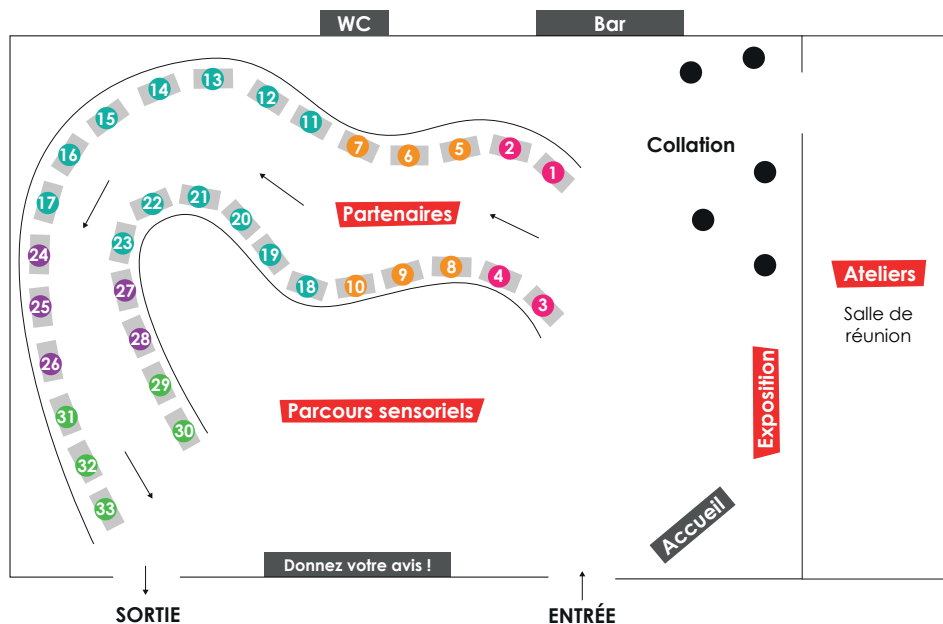 WC
Bar
13
14
12
15
11
16
7
6
5
2
1
Collation
17
22
21
20
Partenaires
23
24
19
18
10
9
8
4
3
27
25
28
26
Ateliers
Salle de
réunion
29
31
30
32
33
Parcours sensoriels
Exposition
Accueil
Donnez votre avis !
SORTIE
ENTRÉE